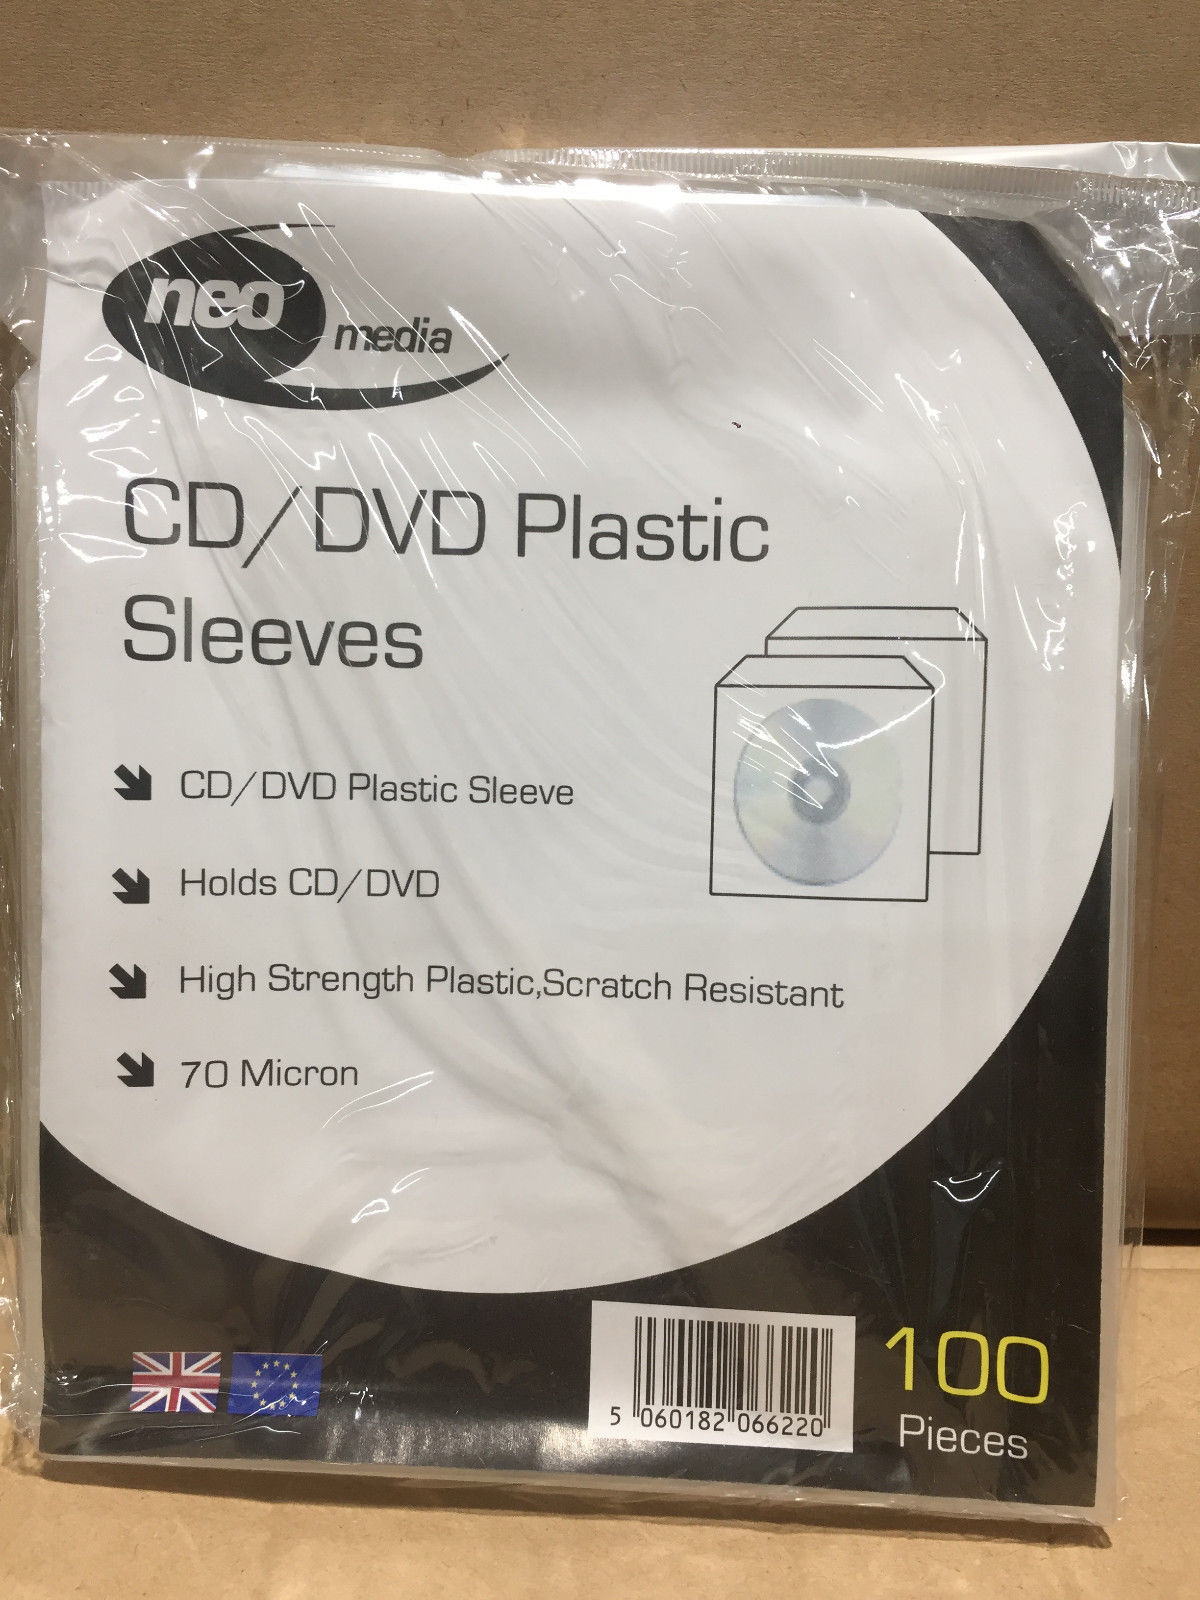 neo
media
CD/DVD Plastic
Sleeves
CD/DVD Plastic Sleeve
Holds CD/DVD
High Strength Plastic,Scratch Resistant
70 Micron
5 060182 066220
100
Pieces